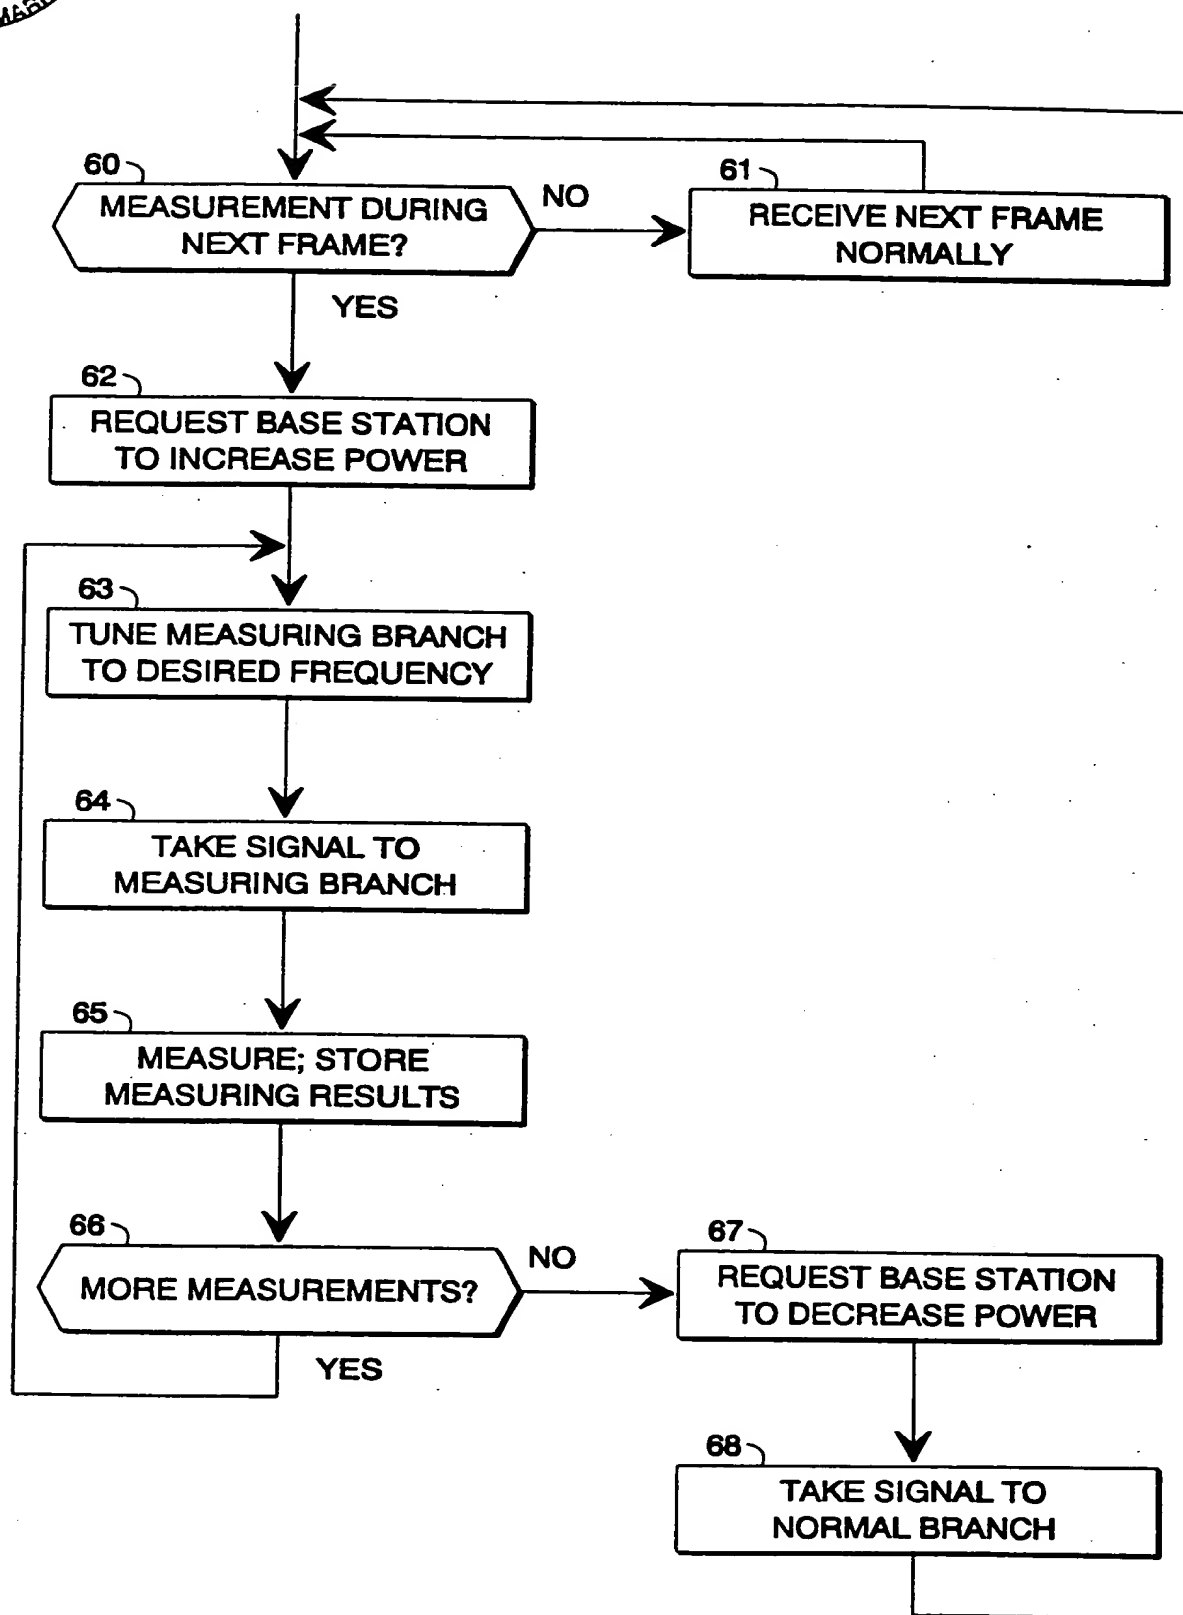 60
MEASUREMENT DURING
NEXT FRAME?
NO
61
RECEIVE NEXT FRAME
NORMALLY
YES
62
REQUEST BASE STATION
TO INCREASE POWER
63
TUNE MEASURING BRANCH
TO DESIRED FREQUENCY
64
TAKE SIGNAL TO
MEASURING BRANCH
65
MEASURE; STORE
MEASURING RESULTS
66
MORE MEASUREMENTS?
NO
67
REQUEST BASE STATION
TO DECREASE POWER
YES
68
TAKE SIGNAL TO
NORMAL BRANCH